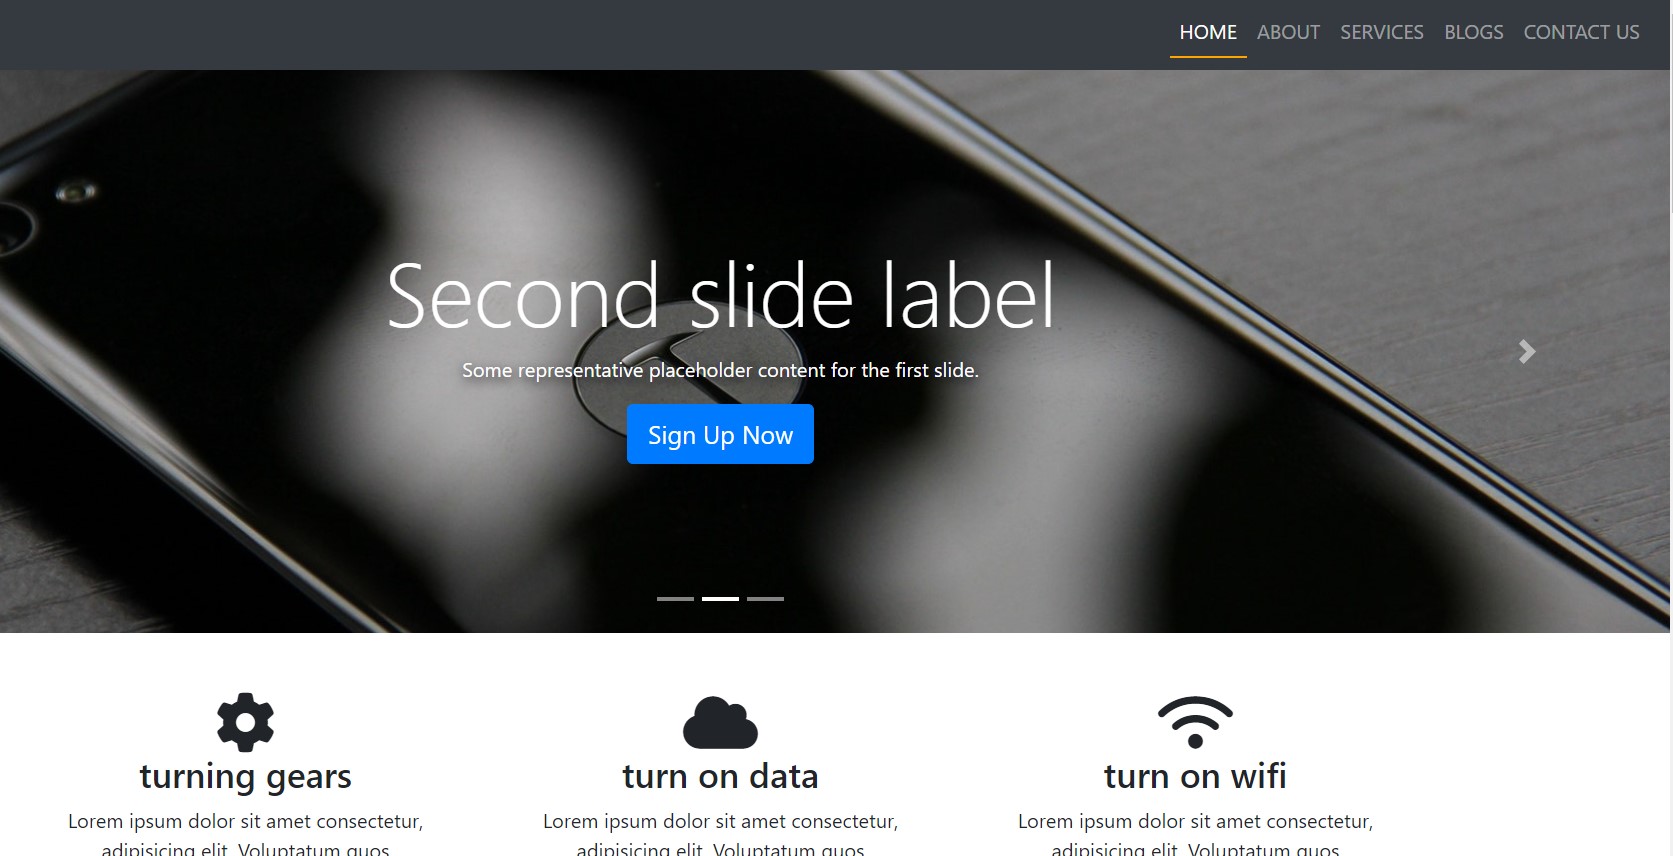 HOME ABOUT SERVICES BLOGS CONTACT US
Second slide label
Some representative placeholder content for the first slide.
Sign Up Now
turning gears
turn on data
turn on wifi
Lorem ipsum dolor sit amet consectetur,
adipisicing elit. Voluptatum quos
Lorem ipsum dolor sit amet consectetur,
adipisicing elit. Voluptatum quos
Lorem ipsum dolor sit amet consectetur,
adipisicing elit. Voluptatum quos